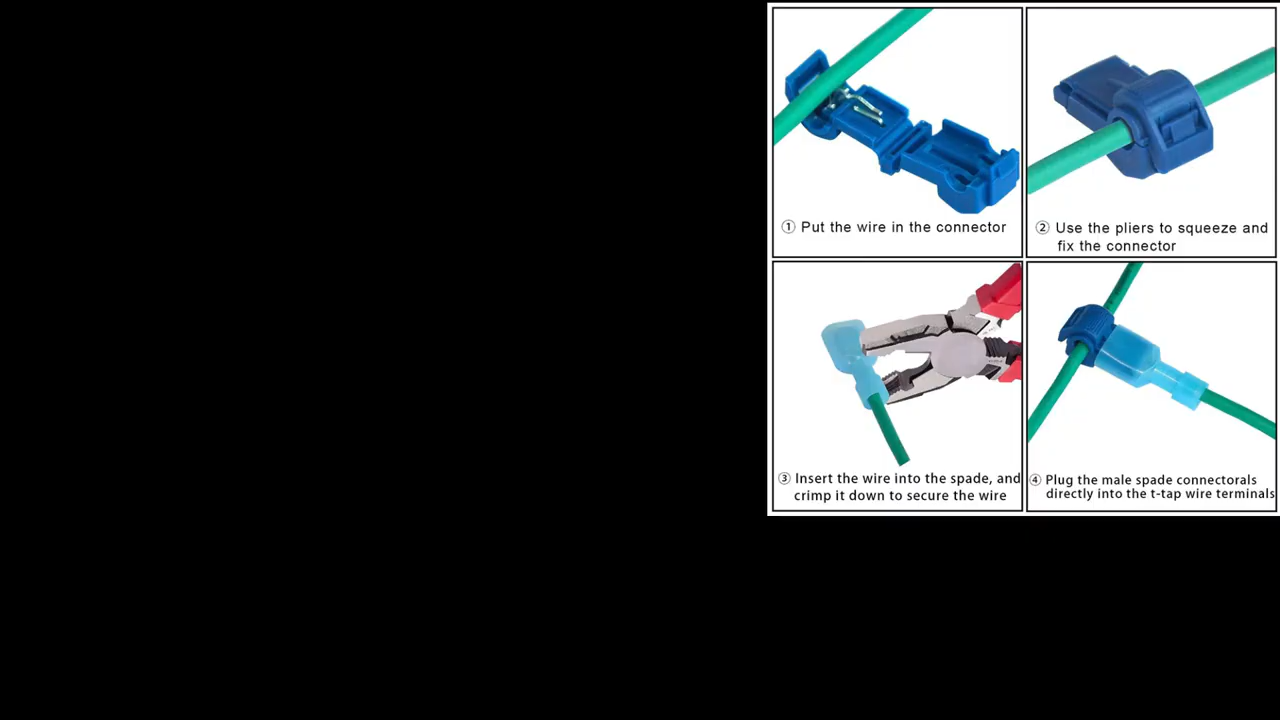 ① Put the wire in the connector
② Use the pliers to squeeze and
fix the connector
③ Insert the wire into the spade, and
crimp it down to secure the wire
④ Plug the male spade connectorals
directly into the t-tap wire terminals